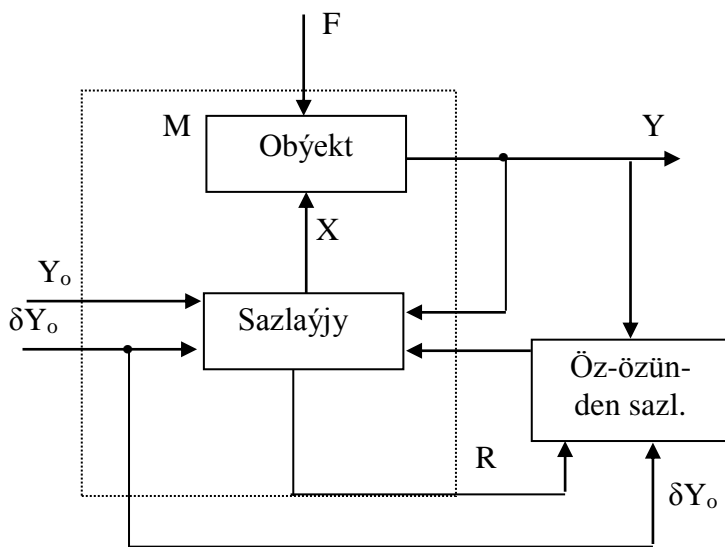 F
M
Obýekt
Y
X
Yₒ
δYₒ
Sazlaýjy
Öz-özün-
den sazl.
R
δYₒ